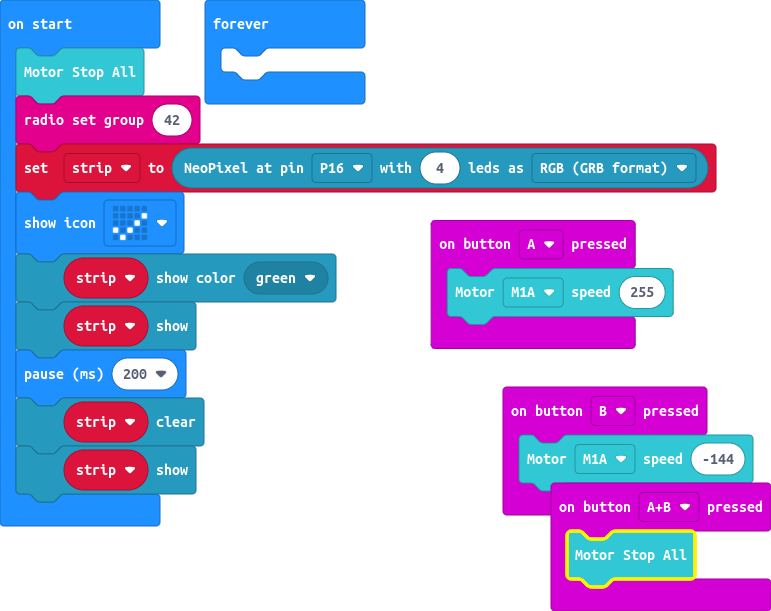 on start
Motor Stop All
radio set group 42
set strip to NeoPixel at pin P16 with 4 leds as RGB (GRB format)
show icon
strip show color green
strip show
pause (ms) 200
strip clear
strip show
forever
on button A pressed
Motor M1A speed 255
on button B pressed
Motor M1A speed -144
on button A+B pressed
Motor Stop All